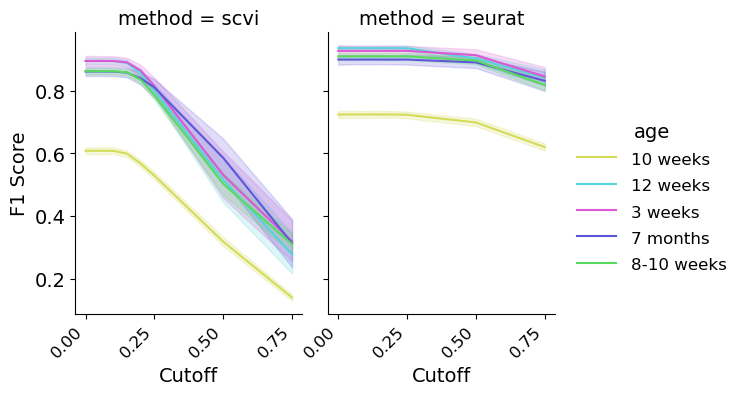 method = scvi
method = seurat
F1 Score
0.8
0.6
0.4
0.2
0.00
0.25
0.50
0.75
Cutoff
0.00
0.25
0.50
0.75
Cutoff
age
10 weeks
12 weeks
3 weeks
7 months
8-10 weeks